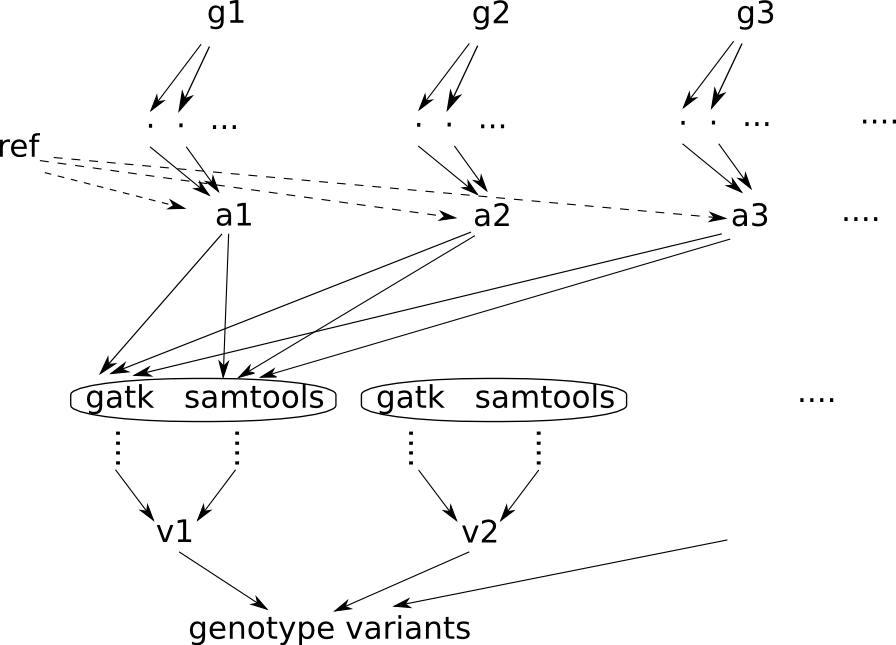 g1 g2 g3
. . ... . . ... . . ... ....
ref
a1 a2 a3 ....
gatk samtools gatk samtools ....
v1 v2
genotype variants